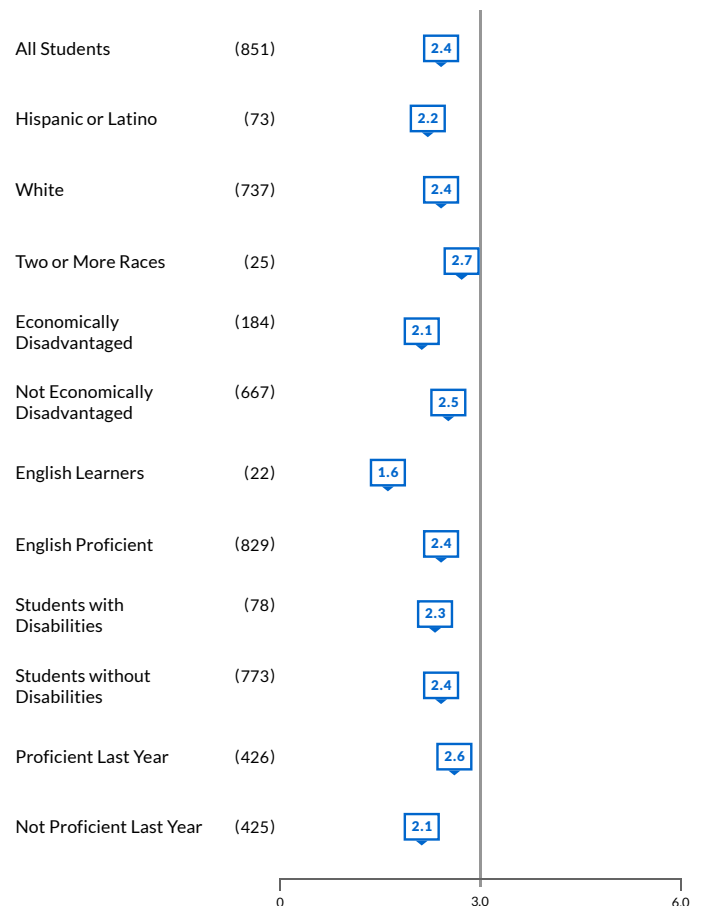 All Students (851) 2.4
Hispanic or Latino (73) 2.2
White (737) 2.4
Two or More Races (25) 2.7
Economically (184)
Disadvantaged 2.1
Not Economically (667)
Disadvantaged 2.5
English Learners (22) 1.6
English Proficient (829) 2.4
Students with (78)
Disabilities 2.3
Students without (773)
Disabilities 2.4
Proficient Last Year (426) 2.6
Not Proficient Last Year (425) 2.1
0 3.0 6.0